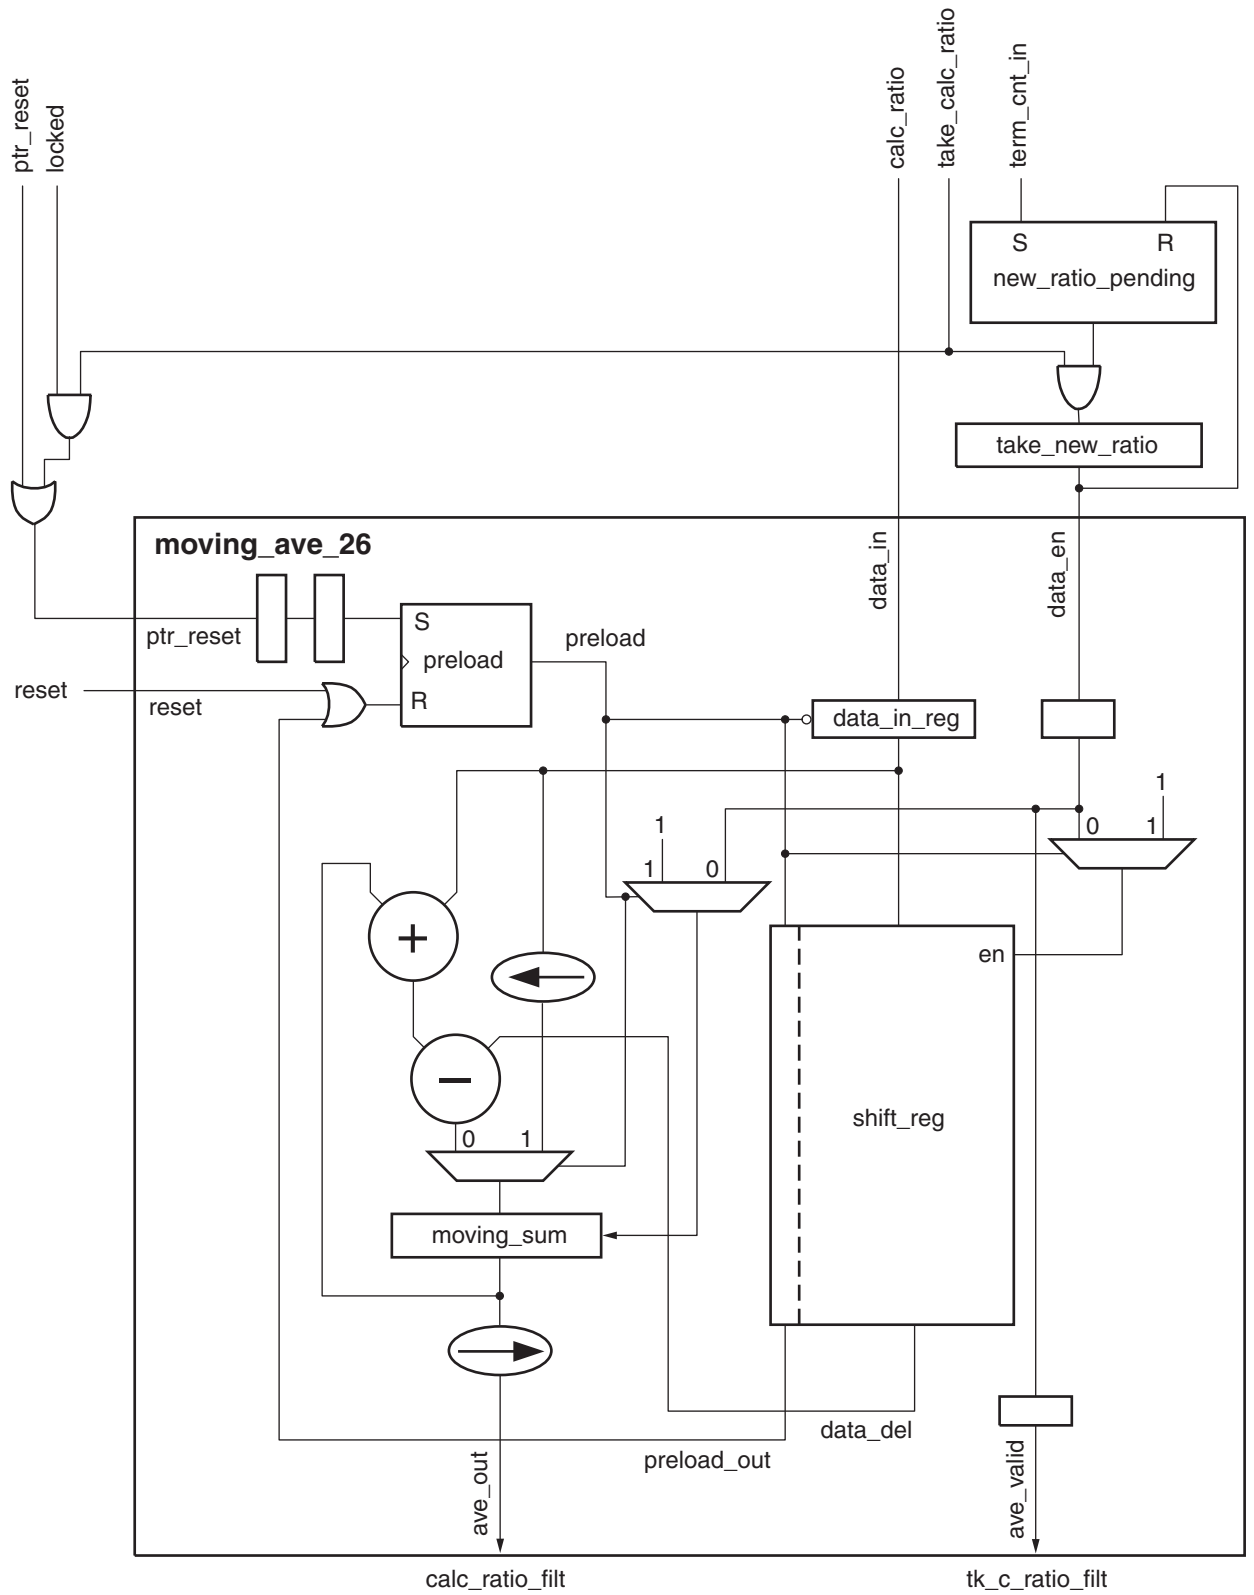 ptr_reset
locked
calc_ratio
take_calc_ratio
term_cnt_in
S R
new_ratio_pending
take_new_ratio
moving_ave_26
data_in
data_en
ptr_reset
S
preload
R
preload
reset
reset
data_in_reg
1
0 1
1
1 0
+
en
−
shift_reg
0 1
moving_sum
data_del
preload_out
ave_out
ave_valid
calc_ratio_filt
tk_c_ratio_filt